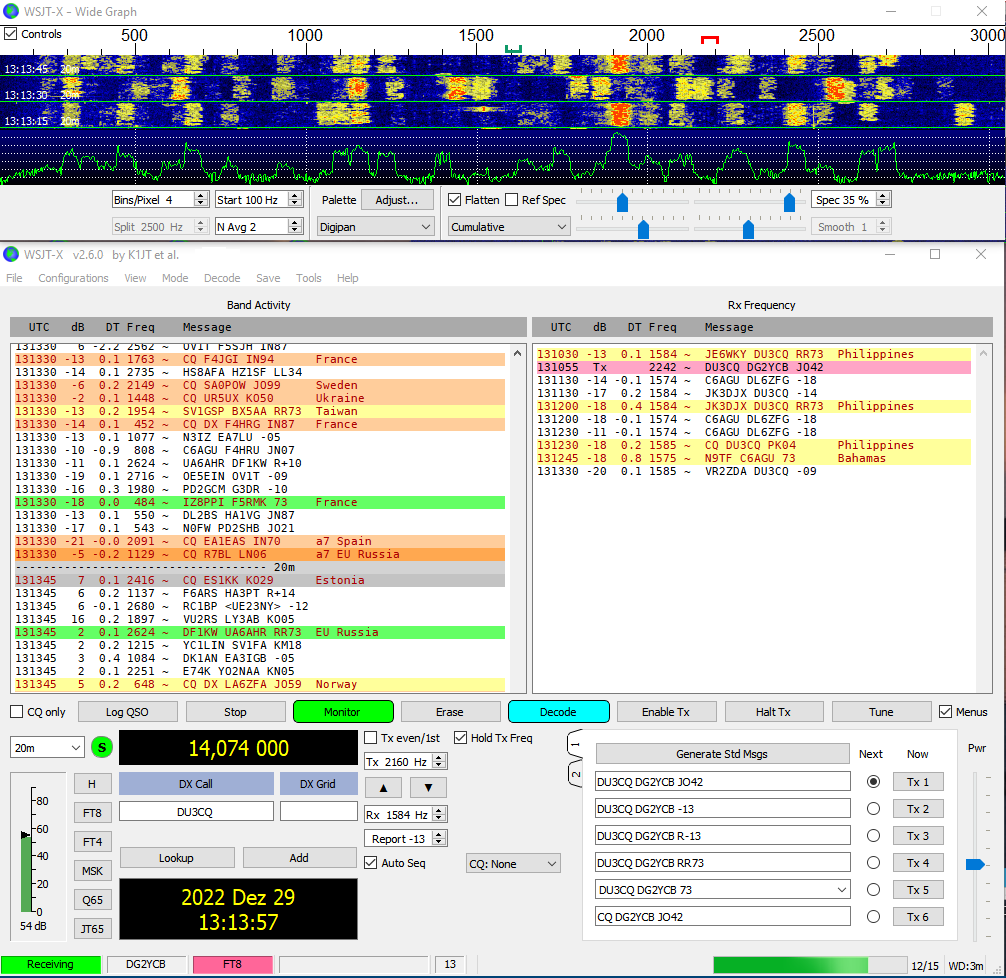 WSJT-X - Wide Graph
Controls 500 1000 1500 2000 2500 3000
13:13:45 20m
13:13:30 20m
13:13:15 20m
Bins/Pixel 4 Start 100 Hz Palette Adjust... Flatten Ref Spec Spec 35 %
Split 2500 Hz N Avg 2 Digipan Cumulative Smooth 1
WSJT-X v2.6.0 by K1JT et al.
File Configurations View Mode Decode Save Tools Help
Band Activity
UTC dB DT Freq Message
131330 6 -2.2 2562 ~ OV1T F5SJH IN87
131330 -13 0.1 1763 ~ CQ F4JGI IN94 France
131330 -14 0.1 2735 ~ HS8AFA HZ1SF LL34
131330 -6 0.2 2149 ~ CQ SA0POW JO99 Sweden
131330 -2 0.1 1448 ~ CQ UR5UX KO50 Ukraine
131330 -13 0.2 1954 ~ SV1GSP BX5AA RR73 Taiwan
131330 -14 0.1 452 ~ CQ DX F4HRG IN87 France
131330 -13 0.1 1077 ~ N3IZ EA7LU -05
131330 -10 -0.9 808 ~ C6AGU F4HRU JN07
131330 -11 0.1 2624 ~ UA6AHR DF1KW R+10
131330 -19 0.1 2716 ~ OE5EIN OV1T -09
131330 -16 0.3 1980 ~ PD2GCM G3DR -10
131330 -18 0.0 484 ~ IZ8PPI F5RMK 73 France
131330 -13 0.1 550 ~ DL2BS HA1VG JN87
131330 -17 0.1 543 ~ N0FW PD2SHB JO21
131330 -21 -0.0 2091 ~ CQ EA1EAS IN70 a7 Spain
131330 -5 -0.2 1129 ~ CQ R7BL LN06 a7 EU Russia
------------------------------------ 20m
131345 7 0.1 2416 ~ CQ ES1KK KO29 Estonia
131345 6 0.2 1137 ~ F6ARS HA3PT R+14
131345 6 -0.1 2680 ~ RC1BP <UE23NY> -12
131345 16 0.2 1897 ~ VU2RS LY3AB KO05
131345 2 0.1 2624 ~ DF1KW UA6AHR RR73 EU Russia
131345 2 0.2 1215 ~ YC1LIN SV1FA KM18
131345 3 0.4 1084 ~ DK1AN EA3IGB -05
131345 2 0.1 2251 ~ E74K YO2NAA KN05
131345 5 0.2 648 ~ CQ DX LA6ZFA JO59 Norway
Rx Frequency
UTC dB DT Freq Message
131030 -13 0.1 1584 ~ JE6WKY DU3CQ RR73 Philippines
131055 Tx 2242 ~ DU3CQ DG2YCB JO42
131130 -14 -0.1 1574 ~ C6AGU DL6ZFG -18
131130 -17 0.2 1584 ~ JK3DJX DU3CQ -14
131200 -18 0.4 1584 ~ JK3DJX DU3CQ RR73 Philippines
131200 -18 -0.1 1574 ~ C6AGU DL6ZFG -18
131230 -11 -0.1 1574 ~ C6AGU DL6ZFG -18
131230 -18 0.2 1585 ~ CQ DU3CQ PK04 Philippines
131245 -18 0.8 1575 ~ N9TF C6AGU 73 Bahamas
131330 -20 0.1 1585 ~ VR2ZDA DU3CQ -09
CQ only Log QSO Stop Monitor Erase Decode Enable Tx Halt Tx Tune Menus
20m S 14,074 000 Tx even/1st Hold Tx Freq
Tx 2160 Hz
Rx 1584 Hz
Report -13
Auto Seq CQ: None
DX Call DX Grid
DU3CQ
Lookup Add
2022 Dez 29
13:13:57
80
60
40
20
0
54 dB
H
FT8
FT4
MSK
Q65
JT65
1
2
Generate Std Msgs Next Now Pwr
DU3CQ DG2YCB JO42 Tx 1
DU3CQ DG2YCB -13 Tx 2
DU3CQ DG2YCB R-13 Tx 3
DU3CQ DG2YCB RR73 Tx 4
DU3CQ DG2YCB 73 Tx 5
CQ DG2YCB JO42 Tx 6
Receiving DG2YCB FT8 13 12/15 WD:3m